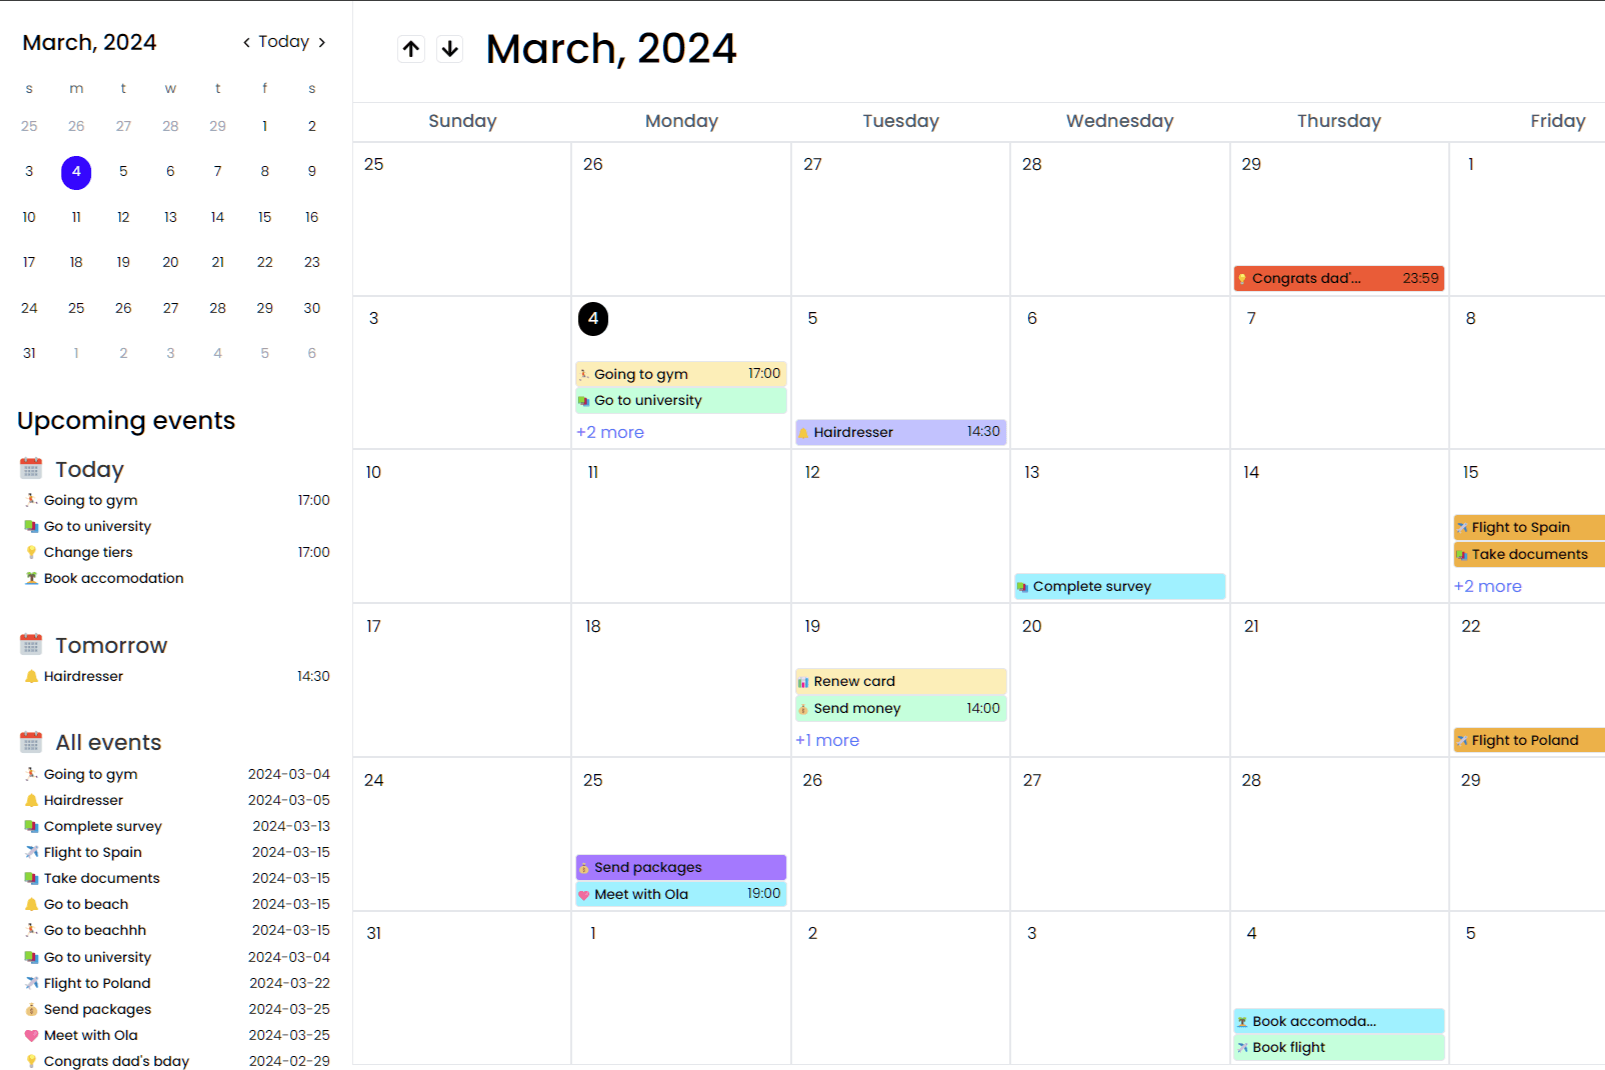 March, 2024
< Today >
s m t w t f s
25 26 27 28 29 1 2
3 4 5 6 7 8 9
10 11 12 13 14 15 16
17 18 19 20 21 22 23
24 25 26 27 28 29 30
31 1 2 3 4 5 6
Upcoming events
Today
Going to gym 17:00
Go to university
Change tiers 17:00
Book accomodation
Tomorrow
Hairdresser 14:30
All events
Going to gym 2024-03-04
Hairdresser 2024-03-05
Complete survey 2024-03-13
Flight to Spain 2024-03-15
Take documents 2024-03-15
Go to beach 2024-03-15
Go to beachhh 2024-03-15
Go to university 2024-03-04
Flight to Poland 2024-03-22
Send packages 2024-03-25
Meet with Ola 2024-03-25
Congrats dad's bday 2024-02-29
March, 2024
Sunday Monday Tuesday Wednesday Thursday Friday
25 26 27 28 29 1
Congrats dad'... 23:59
3 4 5 6 7 8
Going to gym 17:00
Go to university
+2 more
Hairdresser 14:30
10 11 12 13 14 15
Complete survey
Flight to Spain
Take documents
+2 more
17 18 19 20 21 22
Renew card
Send money 14:00
+1 more
Flight to Poland
24 25 26 27 28 29
Send packages
Meet with Ola 19:00
31 1 2 3 4 5
Book accomoda...
Book flight